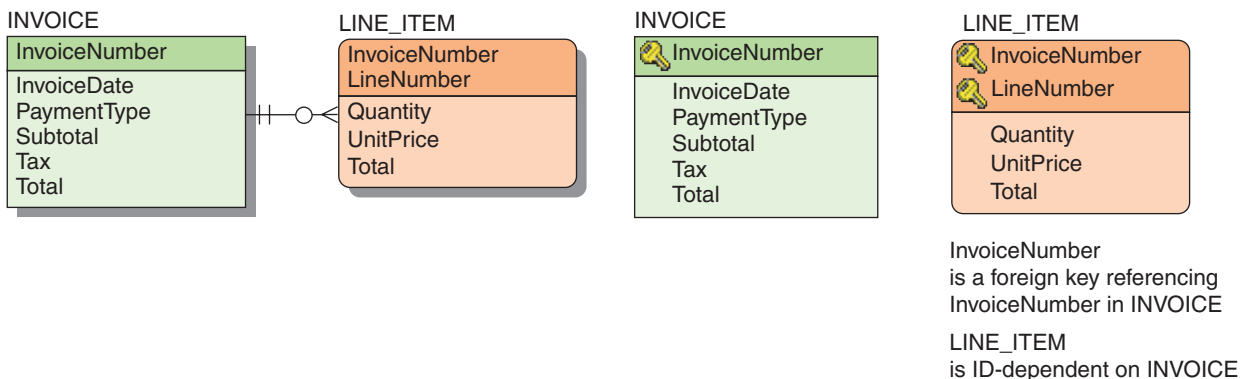 INVOICE
InvoiceNumber
InvoiceDate
PaymentType
Subtotal
Tax
Total
LINE_ITEM
InvoiceNumber
LineNumber
Quantity
UnitPrice
Total
INVOICE
InvoiceNumber
InvoiceDate
PaymentType
Subtotal
Tax
Total
LINE_ITEM
InvoiceNumber
LineNumber
Quantity
UnitPrice
Total
InvoiceNumber
is a foreign key referencing
InvoiceNumber in INVOICE
LINE_ITEM
is ID-dependent on INVOICE